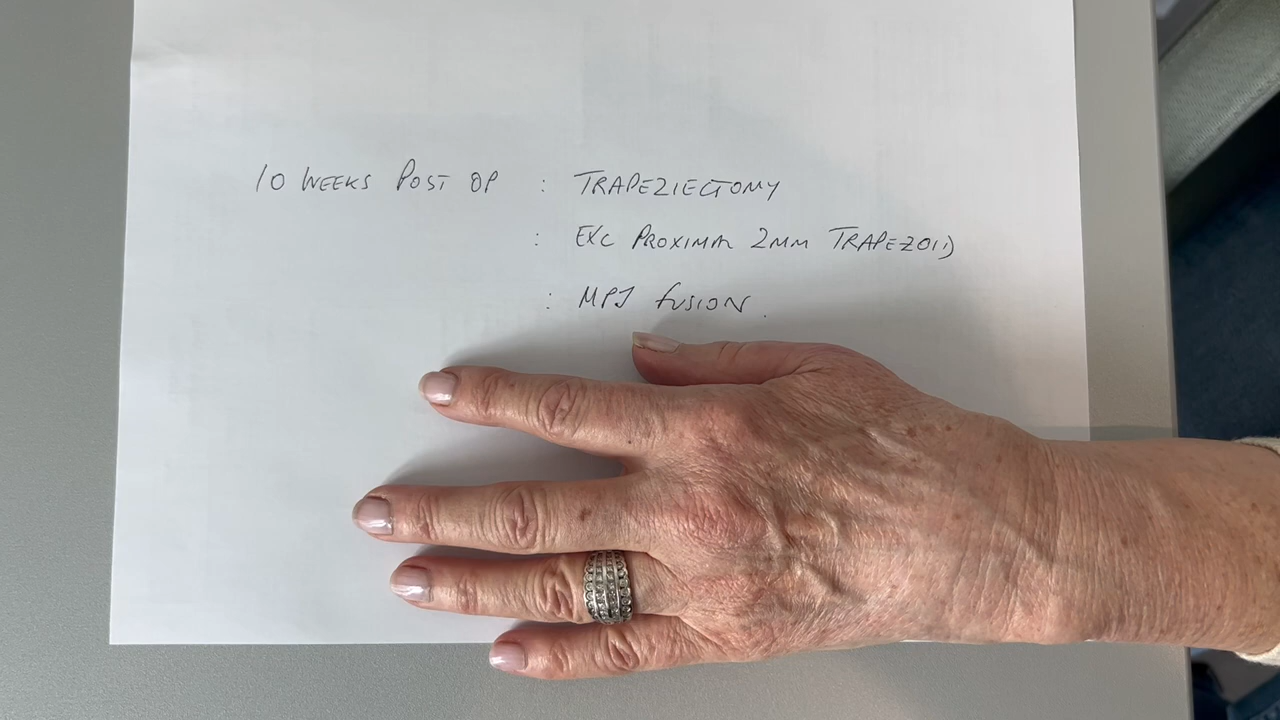 10 WEEKS POST OP : TRAPEZIECTOMY
: EXC PROXIMAL 2MM TRAPEZOID
: MPJ FUSION.